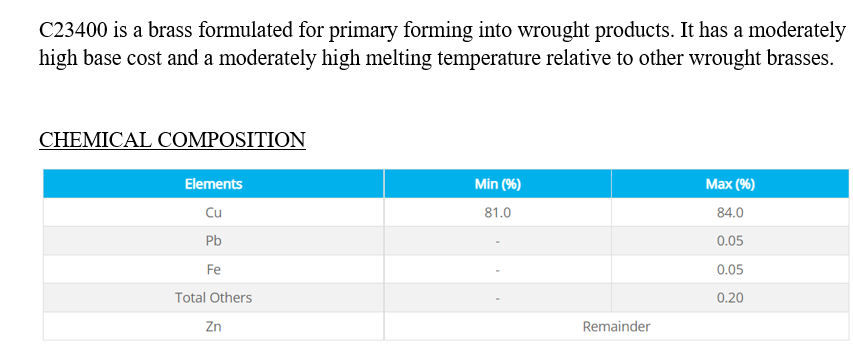 C23400 is a brass formulated for primary forming into wrought products. It has a moderately
high base cost and a moderately high melting temperature relative to other wrought brasses.
CHEMICAL COMPOSITION
Elements Min (%) Max (%)
Cu 81.0 84.0
Pb - 0.05
Fe - 0.05
Total Others - 0.20
Zn Remainder